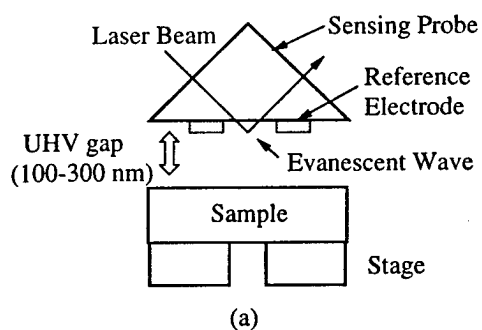 Laser Beam
Sensing Probe
Reference
Electrode
UHV gap
(100-300 nm)
Evanescent Wave
Sample
Stage
(a)